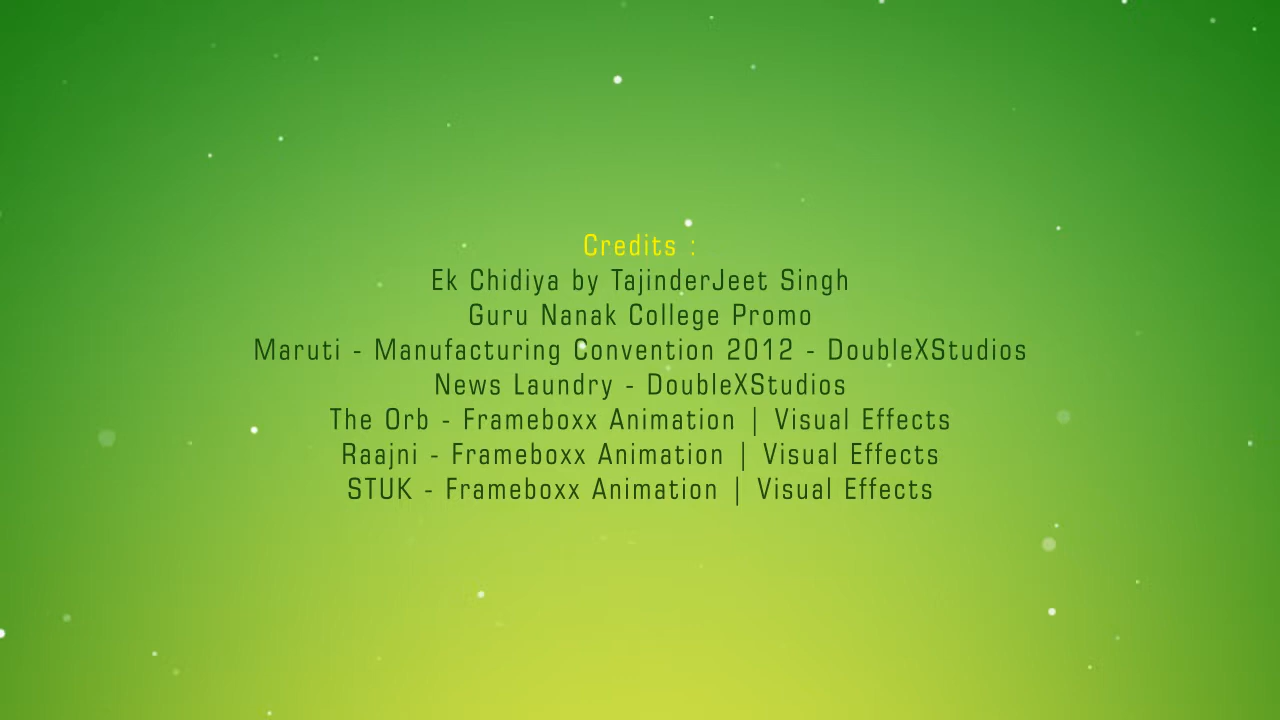 Credits :
Ek Chidiya by TajinderJeet Singh
Guru Nanak College Promo
Maruti - Manufacturing Convention 2012 - DoubleXStudios
News Laundry - DoubleXStudios
The Orb - Frameboxx Animation | Visual Effects
Raajni - Frameboxx Animation | Visual Effects
STUK - Frameboxx Animation | Visual Effects